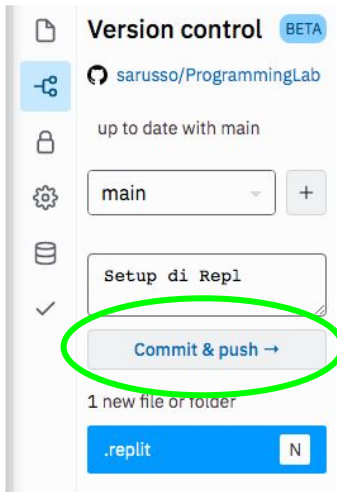 Version control BETA
sarusso/ProgrammingLab
up to date with main
main +
Setup di Repl
Commit & push →
1 new file or folder
.replit N